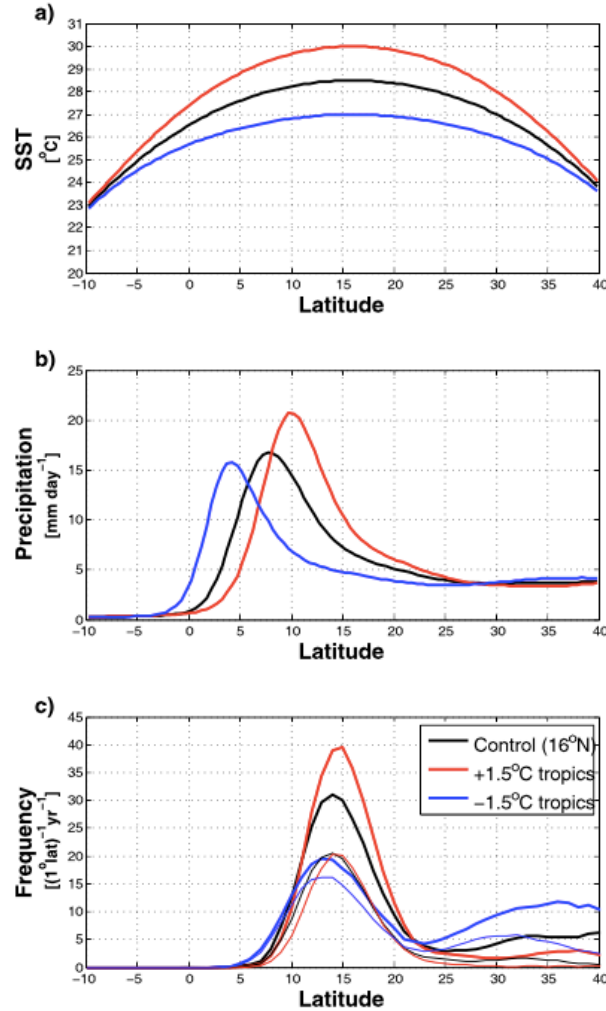 a)
31
30
29
28
27
26
25
24
23
22
21
20
SST
[°C]
−10 −5 0 5 10 15 20 25 30 35 40
Latitude
b)
25
20
15
10
5
0
Precipitation
[mm day⁻¹]
−10 −5 0 5 10 15 20 25 30 35 40
Latitude
c)
45
40
35
30
25
20
15
10
5
0
Frequency
[(1°lat)⁻¹yr⁻¹]
Control (16°N)
+1.5°C tropics
−1.5°C tropics
−10 −5 0 5 10 15 20 25 30 35 40
Latitude